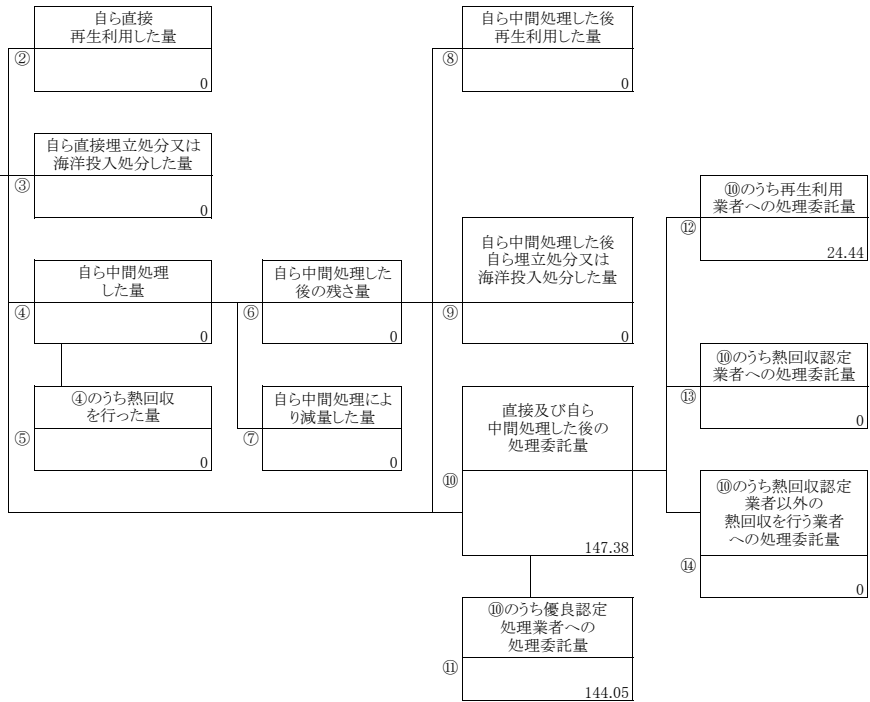 自ら直接
再生利用した量
②
0
自ら直接埋立処分又は
海洋投入処分した量
③
0
自ら中間処理
した量
④
0
④のうち熱回収
を行った量
⑤
0
自ら中間処理した
後の残さ量
⑥
0
自ら中間処理によ
り減量した量
⑦
0
自ら中間処理した後
再生利用した量
⑧
0
自ら中間処理した後
自ら埋立処分又は
海洋投入処分した量
⑨
0
直接及び自ら
中間処理した後の
処理委託量
⑩
147.38
⑩のうち優良認定
処理業者への
処理委託量
⑪
144.05
⑩のうち再生利用
業者への処理委託量
⑫
24.44
⑩のうち熱回収認定
業者への処理委託量
⑬
0
⑩のうち熱回収認定
業者以外の
熱回収を行う業者
への処理委託量
⑭
0